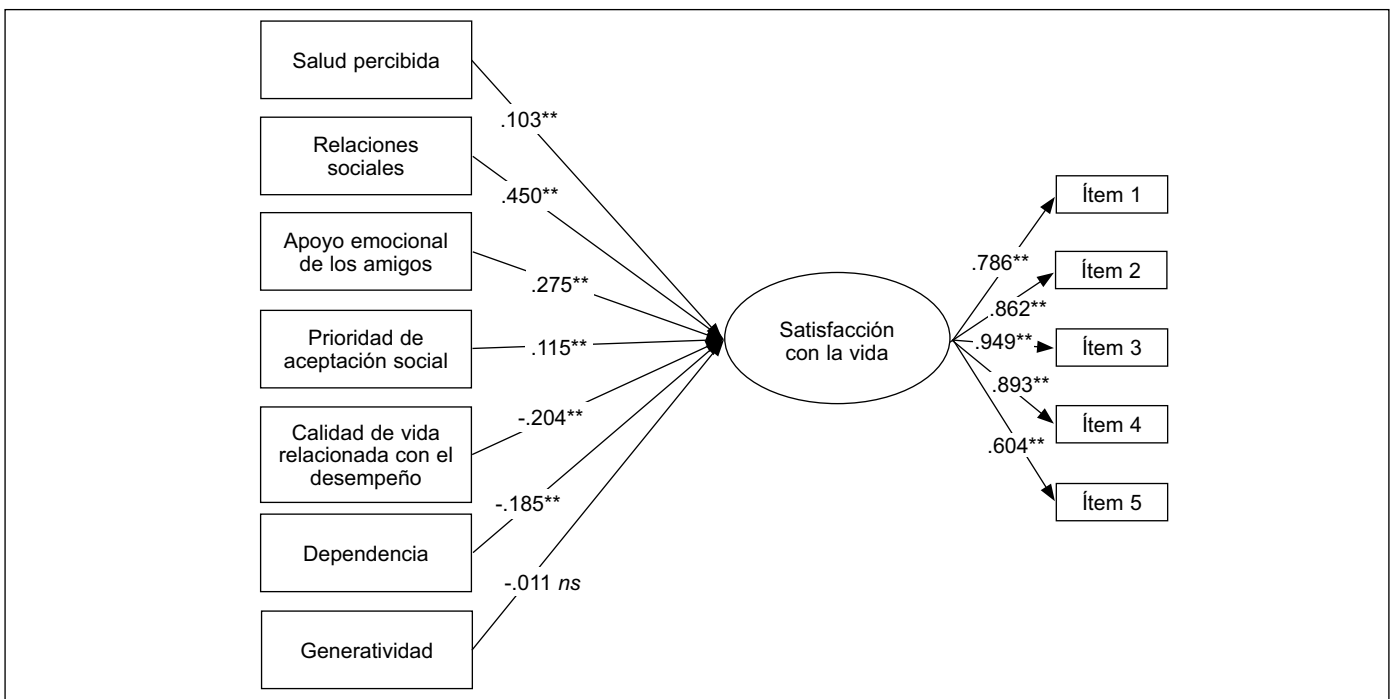 Salud percibida
.103**
Relaciones
sociales
.450**
Apoyo emocional
de los amigos
.275**
Prioridad de
aceptación social
.115**
Calidad de vida
relacionada con el
desempeño
-.204**
Dependencia
-.185**
Generatividad
-.011 ns
Satisfacción
con la vida
.786**
Ítem 1
.862**
Ítem 2
.949**
Ítem 3
.893**
Ítem 4
.604**
Ítem 5